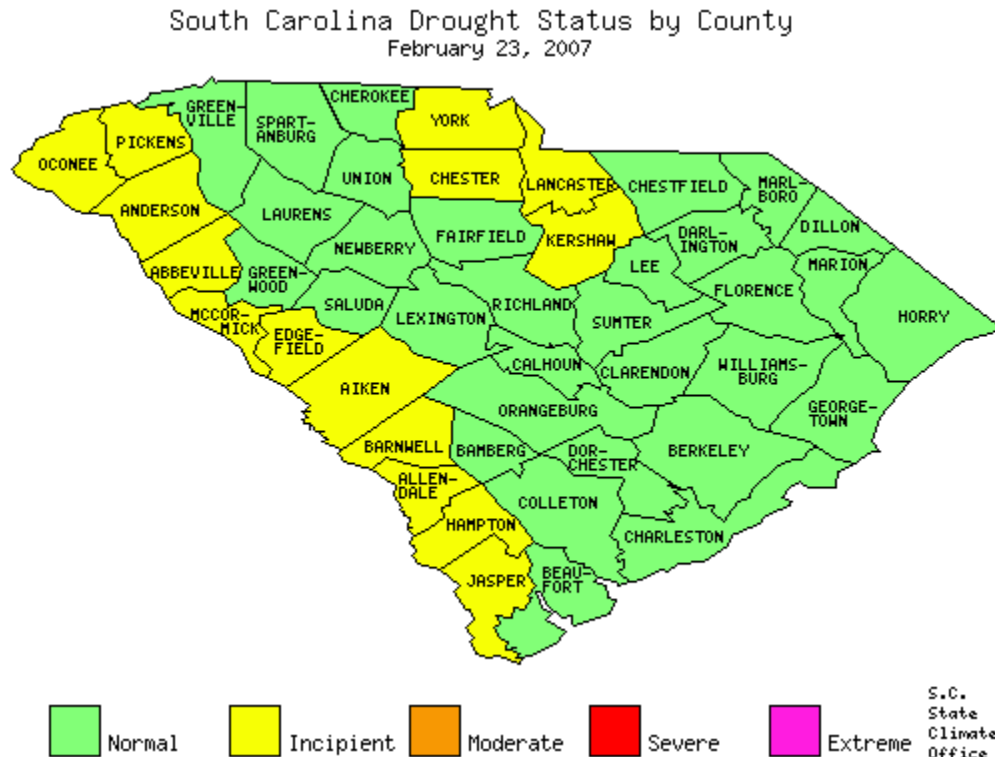 South Carolina Drought Status by County
February 23, 2007
CHEROKEE
GREEN-
VILLE
SPART-
ANBURG
YORK
PICKENS
OCONEE
UNION
CHESTER
LANCASTER
CHESTFIELD
MARL-
BORO
ANDERSON
LAURENS
FAIRFIELD
KERSHAW
DARL-
INGTON
DILLON
NEWBERRY
ABBEVILLE
GREEN-
WOOD
LEE
MARION
SALUDA
RICHLAND
FLORENCE
MCCOR-
MICK
LEXINGTON
SUMTER
HORRY
EDGE-
FIELD
CALHOUN
CLARENDON
WILLIAMS-
BURG
AIKEN
ORANGEBURG
GEORGE-
TOWN
BARNWELL
BAMBERG
DOR-
CHESTER
BERKELEY
ALLEN-
DALE
COLLETON
HAMPTON
CHARLESTON
JASPER
BEAU-
FORT
Normal
Incipient
Moderate
Severe
Extreme
S.C.
State
Climate
Office